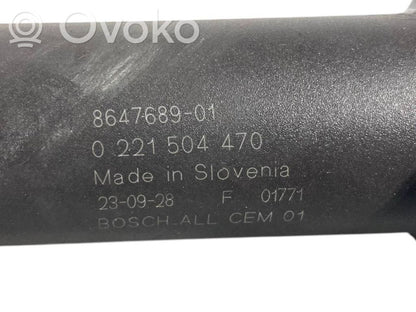 Ovoko
8647689-01
0 221 504 470
Made in Slovenia
23-09-28 F 01771
BOSCH ALL CEM 01